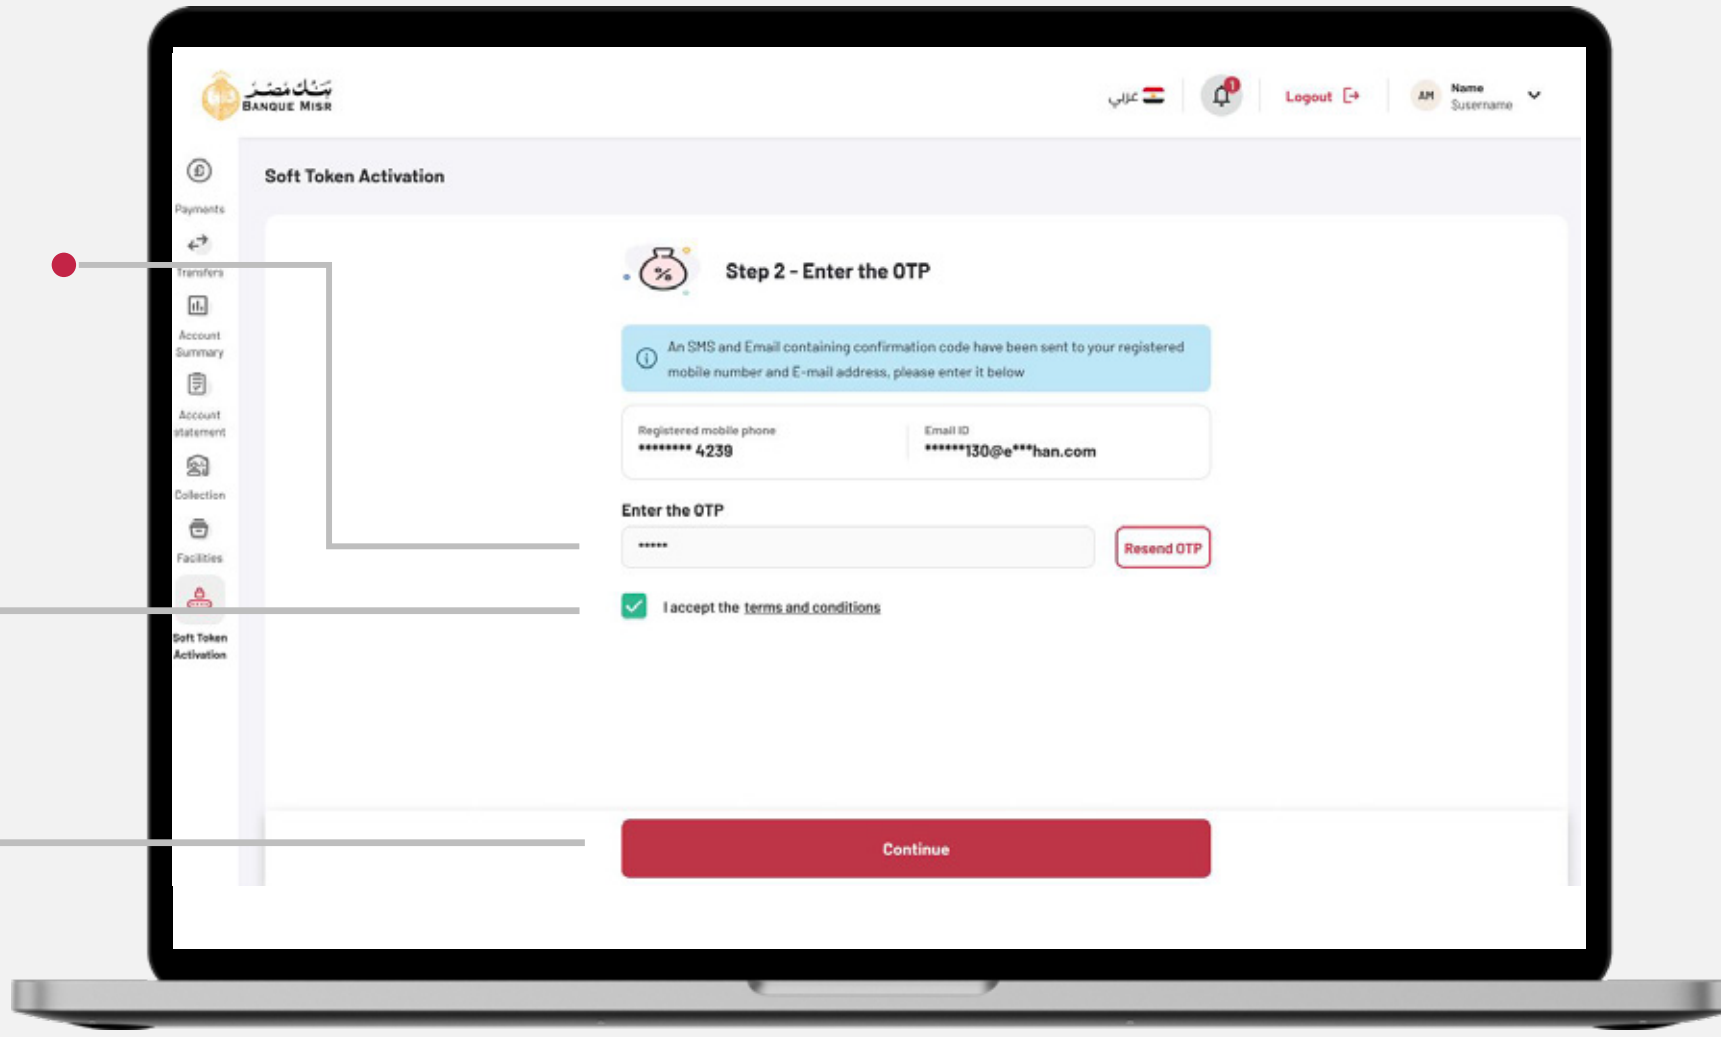 بنك مصر
BANQUE MISR
عربي
1
Logout
AM
Name
$username
Payments
Transfers
Account
Summary
Account
statement
Collection
Facilities
Soft Token
Activation
Soft Token Activation
%
Step 2 - Enter the OTP
An SMS and Email containing confirmation code have been sent to your registered
mobile number and E-mail address, please enter it below
Registered mobile phone
******** 4239
Email ID
******130@e***han.com
Enter the OTP
*****
Resend OTP
I accept the terms and conditions
Continue